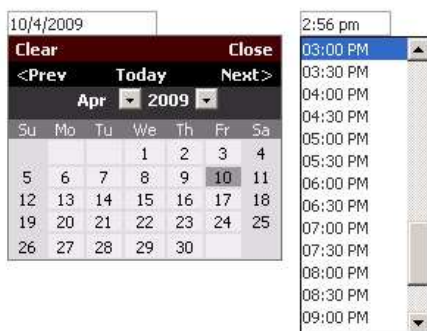 10/4/2009
Clear Close
<Prev Today Next>
Apr 2009
Su Mo Tu We Th Fr Sa
1 2 3 4
5 6 7 8 9 10 11
12 13 14 15 16 17 18
19 20 21 22 23 24 25
26 27 28 29 30
2:56 pm
03:00 PM
03:30 PM
04:00 PM
04:30 PM
05:00 PM
05:30 PM
06:00 PM
06:30 PM
07:00 PM
07:30 PM
08:00 PM
08:30 PM
09:00 PM